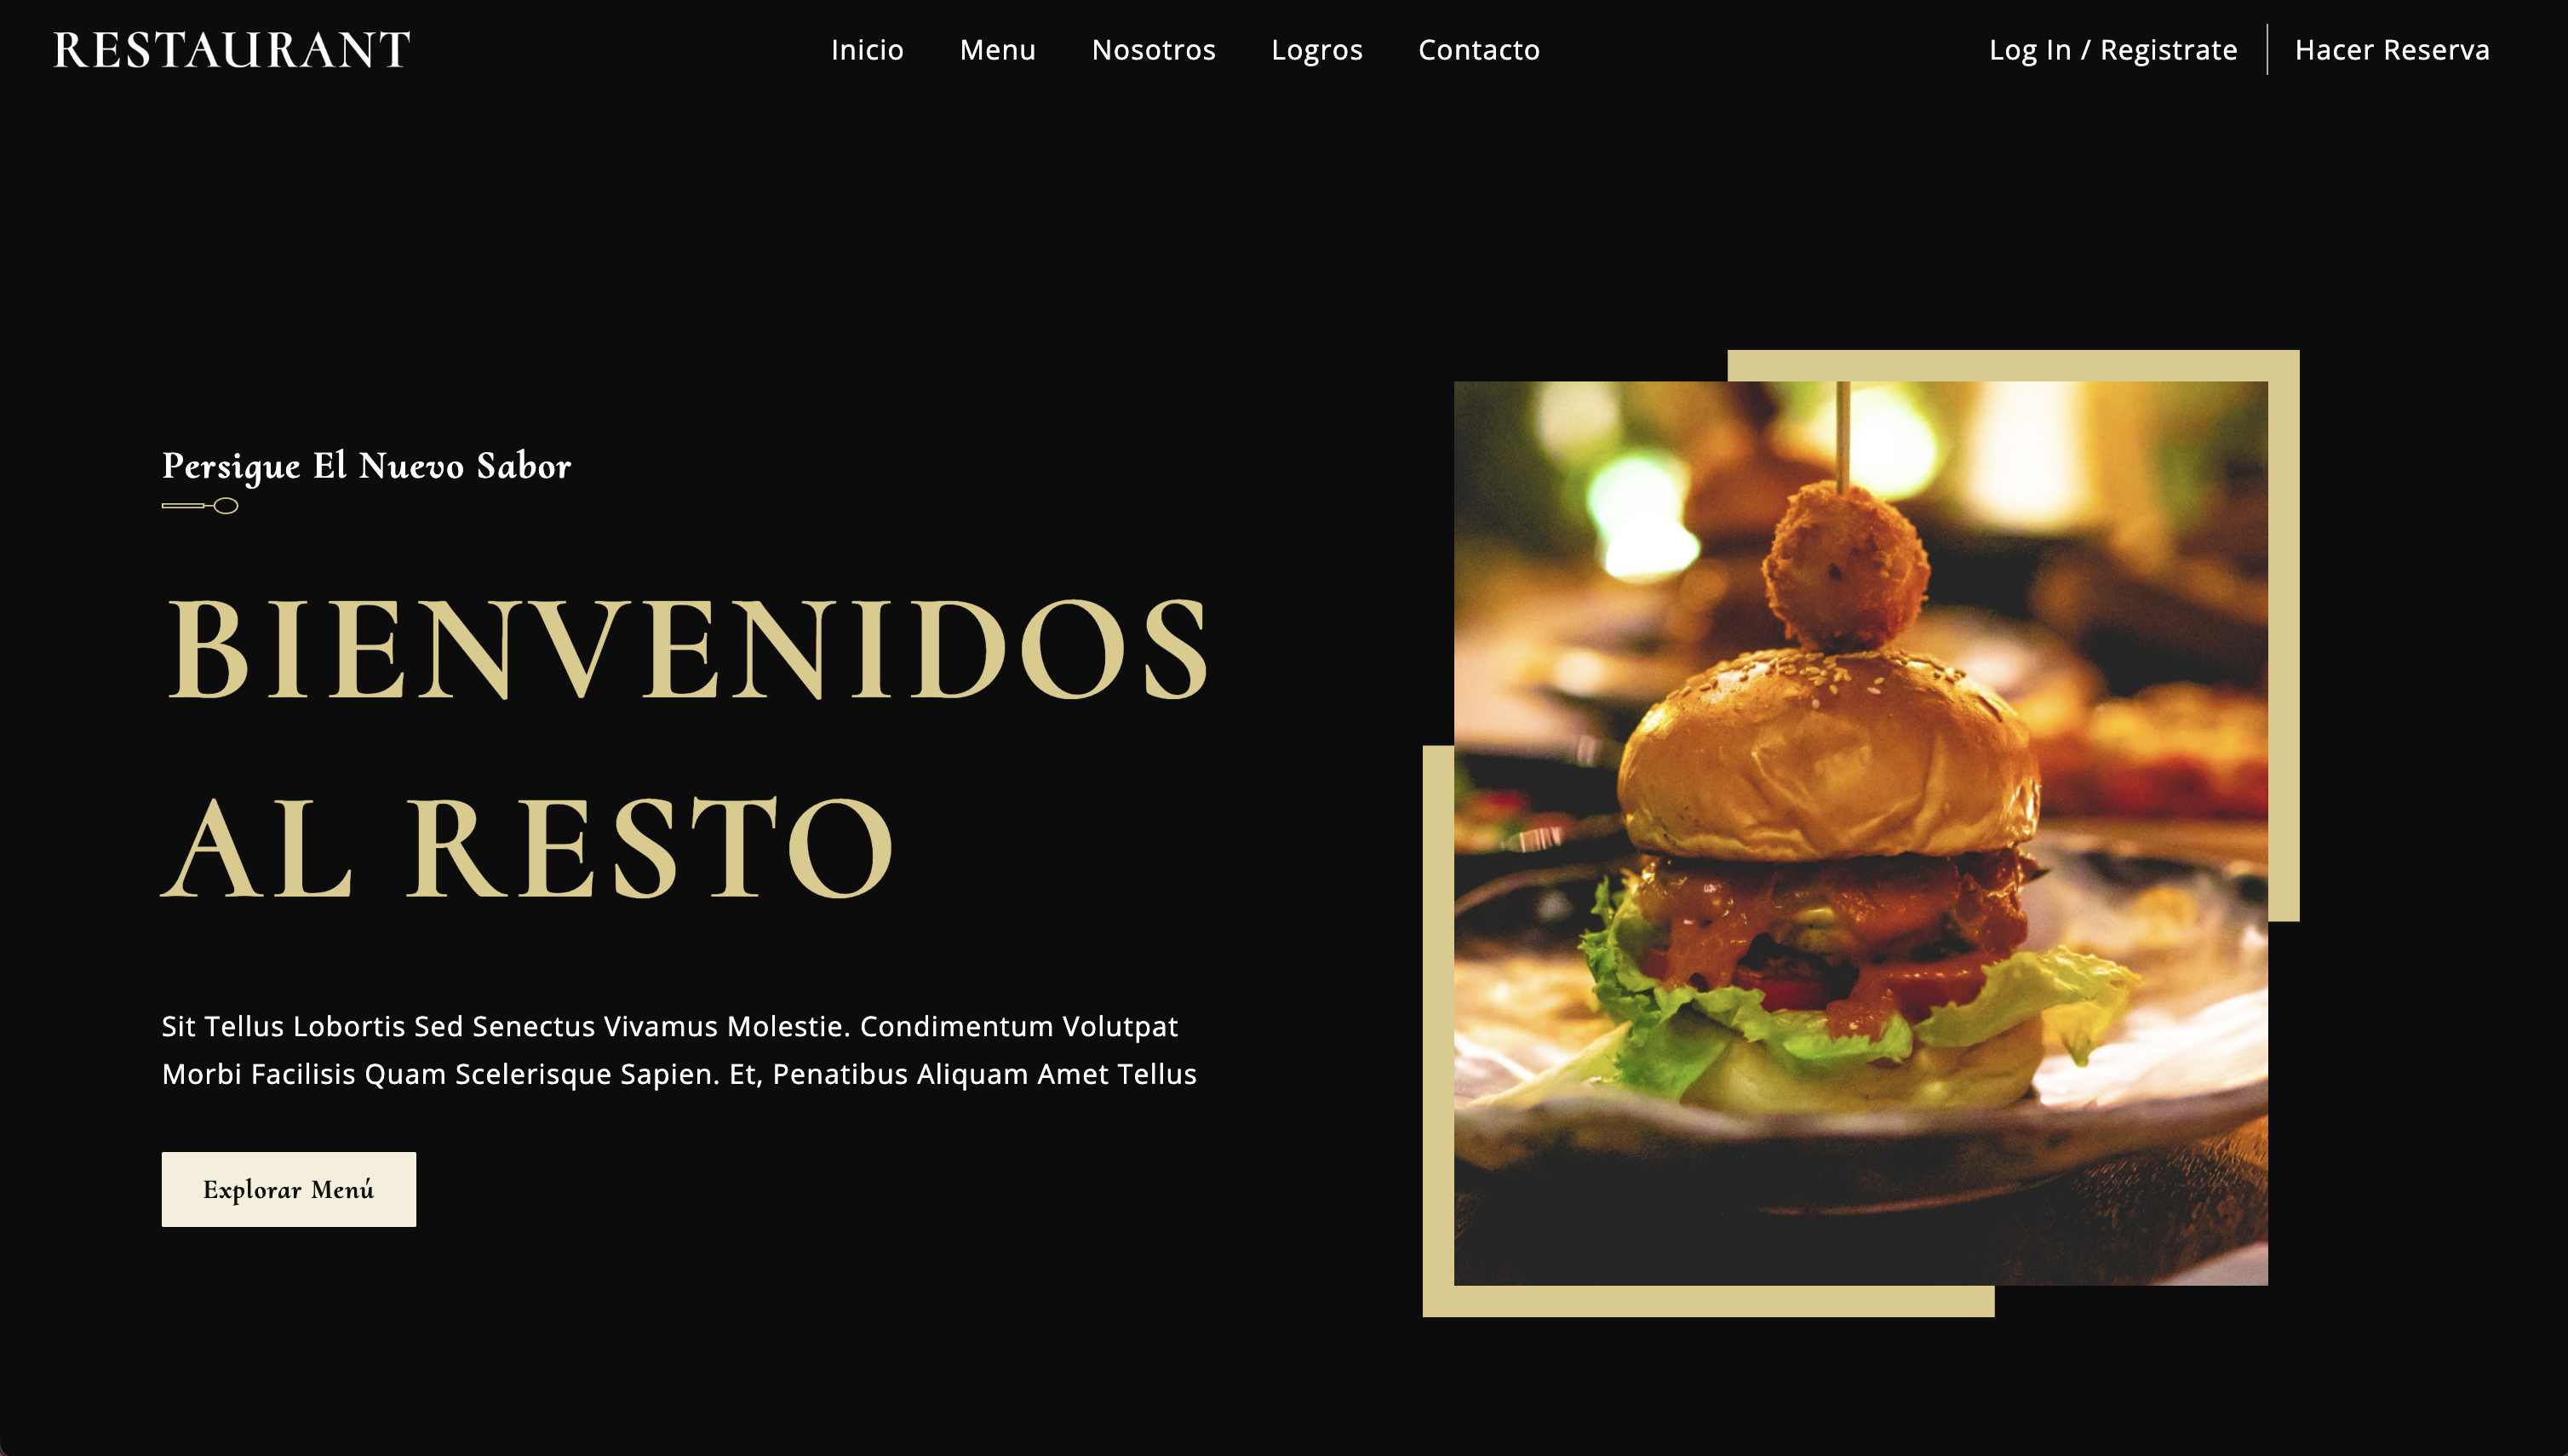 RESTAURANT
Inicio Menu Nosotros Logros Contacto
Log In / Registrate Hacer Reserva
Persigue El Nuevo Sabor
BIENVENIDOS
AL RESTO
Sit Tellus Lobortis Sed Senectus Vivamus Molestie. Condimentum Volutpat
Morbi Facilisis Quam Scelerisque Sapien. Et, Penatibus Aliquam Amet Tellus
Explorar Menú